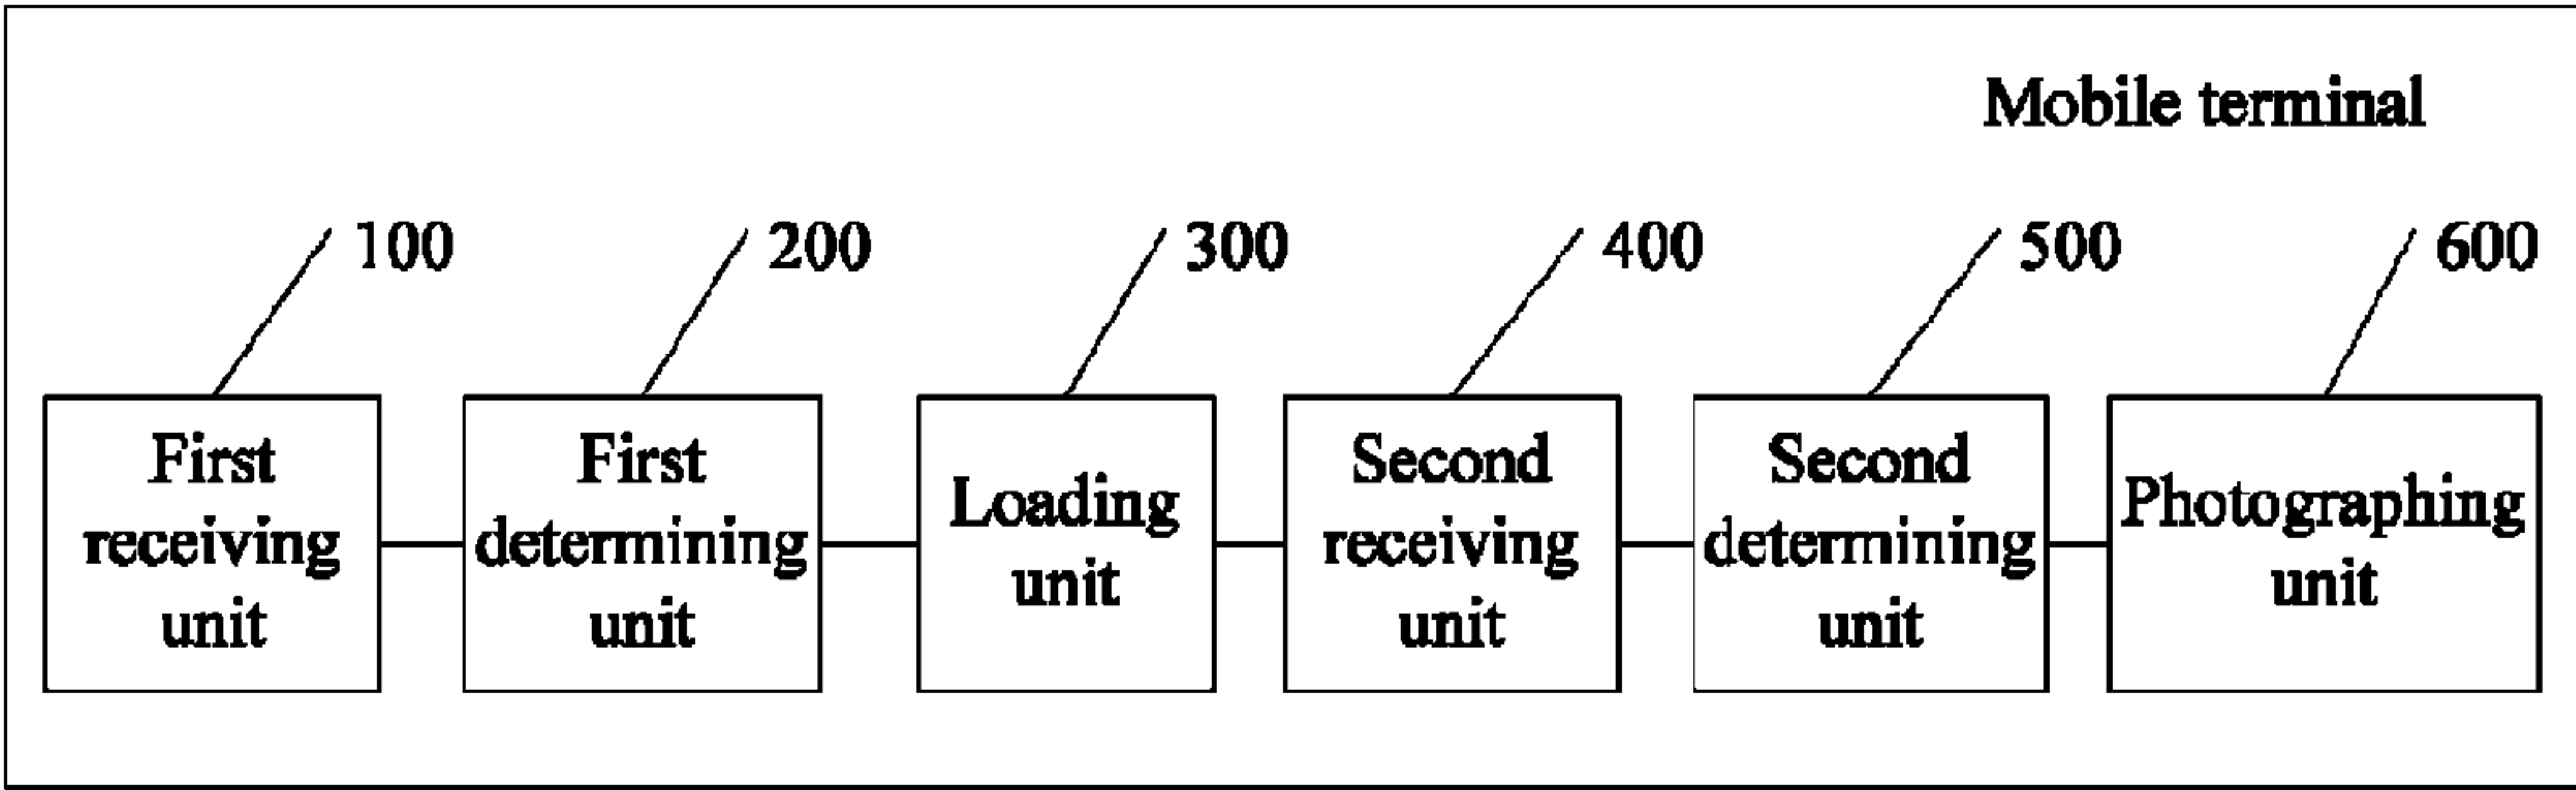 Mobile terminal
100
200
300
400
500
600
First
receiving
unit
First
determining
unit
Loading
unit
Second
receiving
unit
Second
determining
unit
Photographing
unit